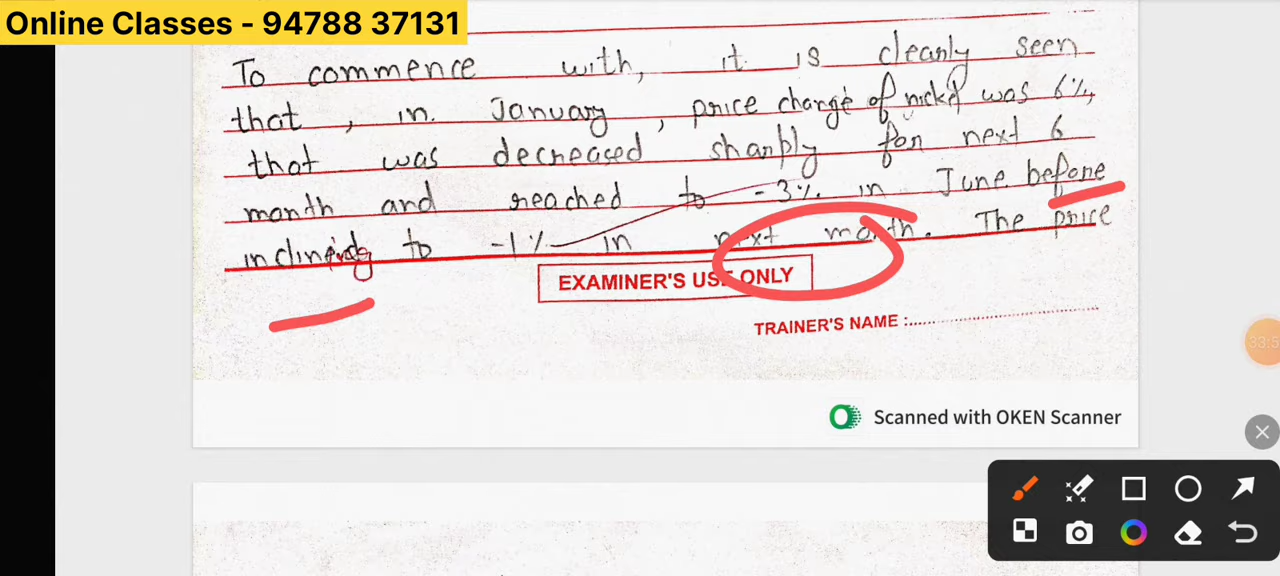 Online Classes - 94788 37131
To commence with, it is clearly seen
that, in. January, price change of nickel was 6%,
that was decreased sharply for next 6
month and reached to -3% in June before
inclining to -1% in next month. The price
EXAMINER'S USE ONLY
TRAINER'S NAME :
Scanned with OKEN Scanner
33:5